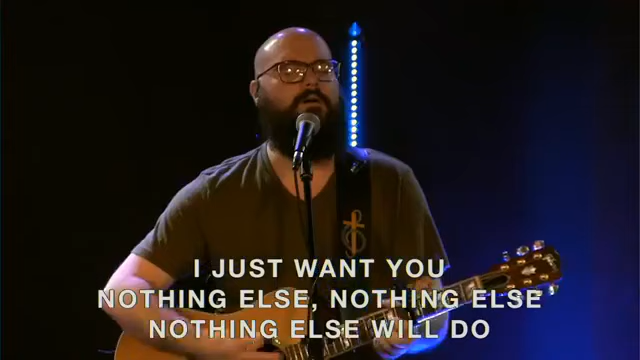 I JUST WANT YOU
NOTHING ELSE, NOTHING ELSE
NOTHING ELSE WILL DO